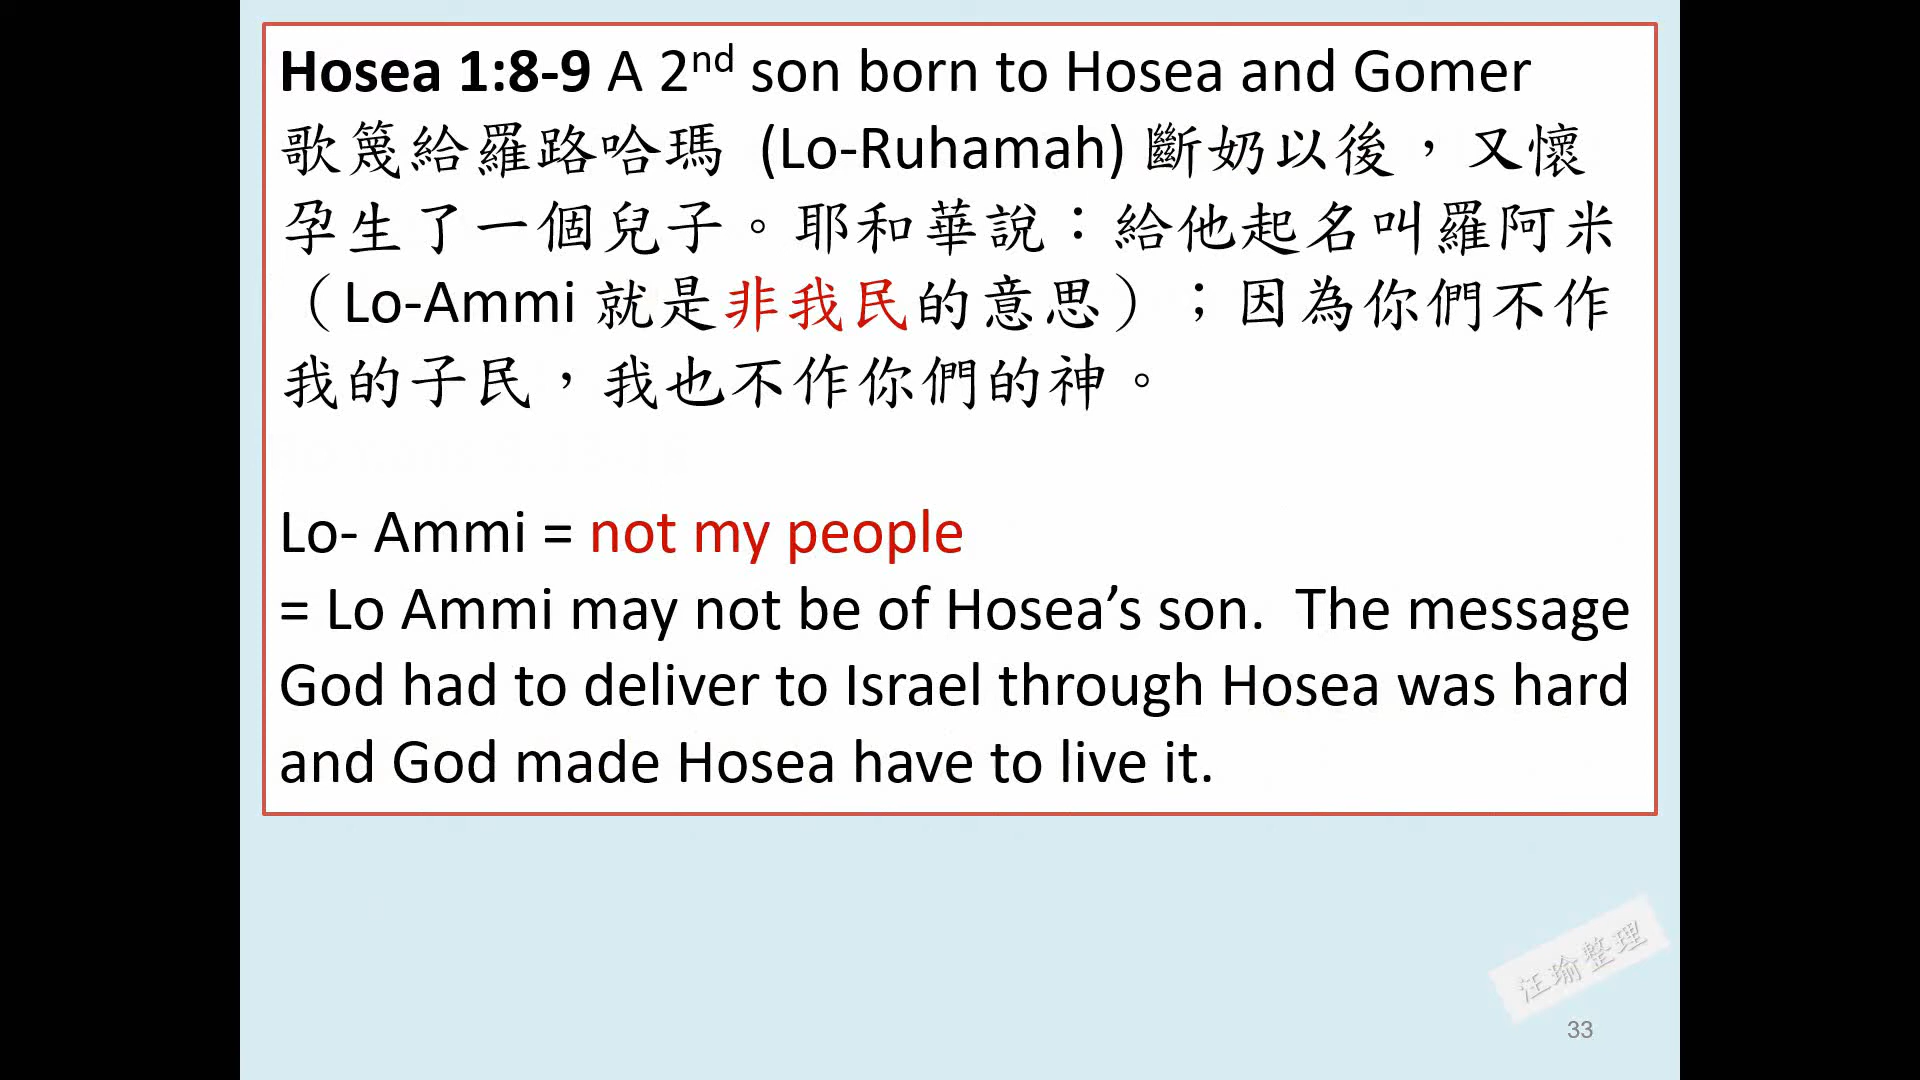 Hosea 1:8-9 A 2nd son born to Hosea and Gomer
歌篾給羅路哈瑪 (Lo-Ruhamah) 斷奶以後，又懷
孕生了一個兒子。耶和華說：給他起名叫羅阿米
（Lo-Ammi 就是非我民的意思）；因為你們不作
我的子民，我也不作你們的神。
Lo- Ammi = not my people
= Lo Ammi may not be of Hosea’s son.  The message
God had to deliver to Israel through Hosea was hard
and God made Hosea have to live it.
汪瑜整理
33